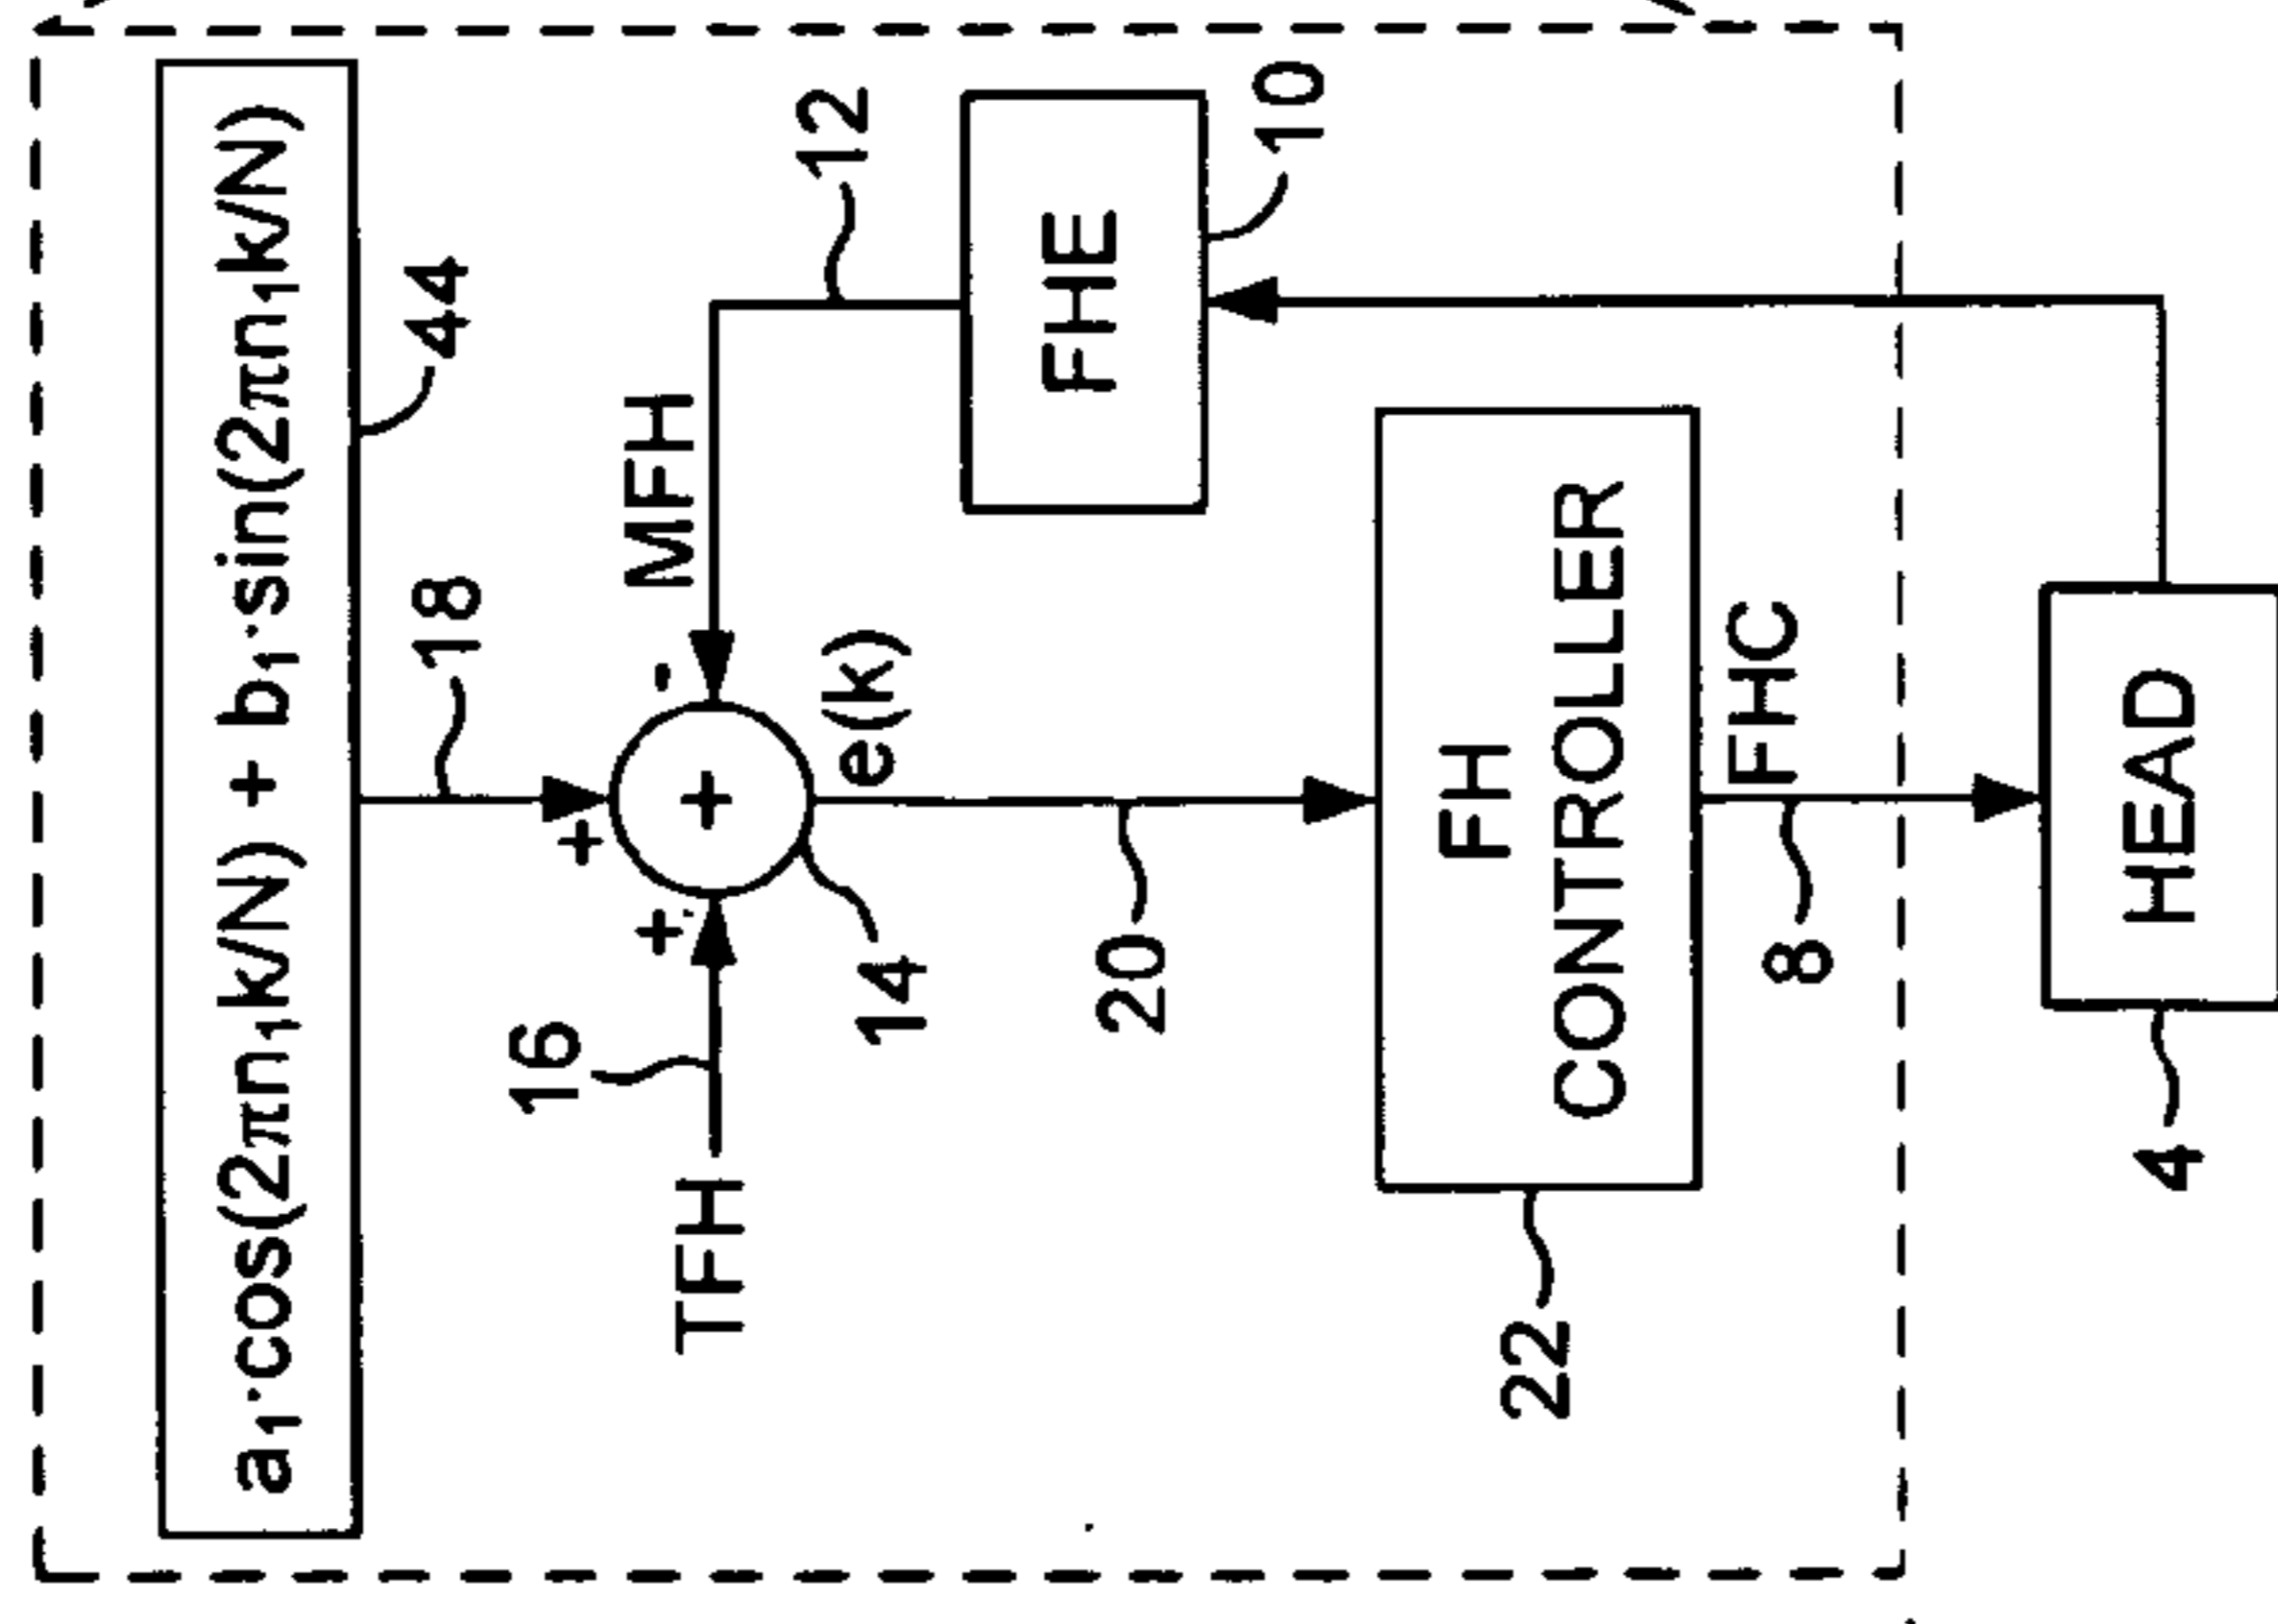 a₁·cos(2πn₁k/N) + b₁·sin(2πn₁k/N)
44
18
16
+
+
-
+
TFH
MFH
12
14
e(k)
FHE
10
20
FH
CONTROLLER
22
FHC
8
HEAD
4